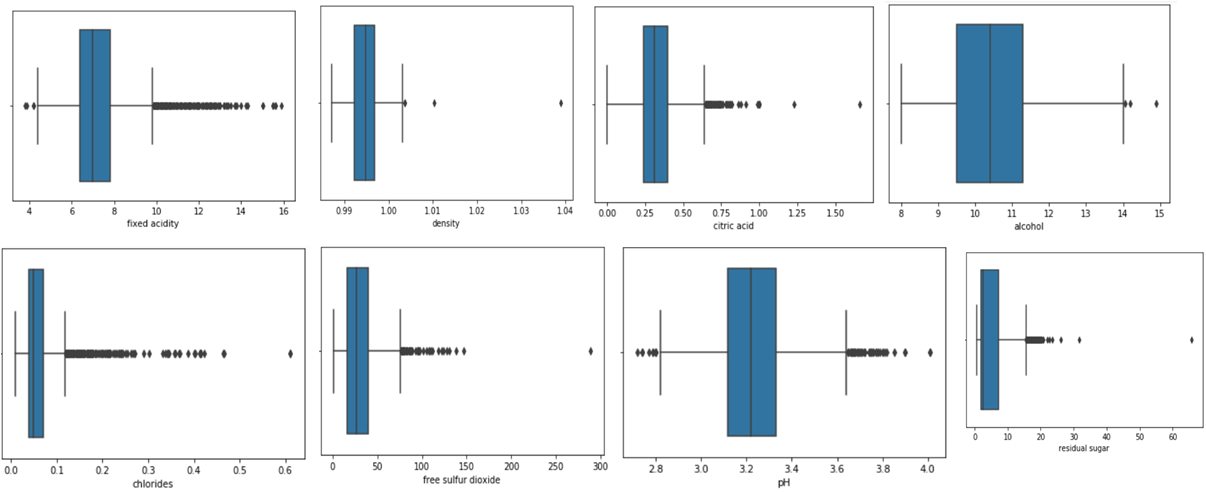 4 6 8 10 12 14 16
fixed acidity
0.99 1.00 1.01 1.02 1.03 1.04
density
0.00 0.25 0.50 0.75 1.00 1.25 1.50
citric acid
8 9 10 11 12 13 14 15
alcohol
0.0 0.1 0.2 0.3 0.4 0.5 0.6
chlorides
0 50 100 150 200 250 300
free sulfur dioxide
2.8 3.0 3.2 3.4 3.6 3.8 4.0
pH
0 10 20 30 40 50 60
residual sugar